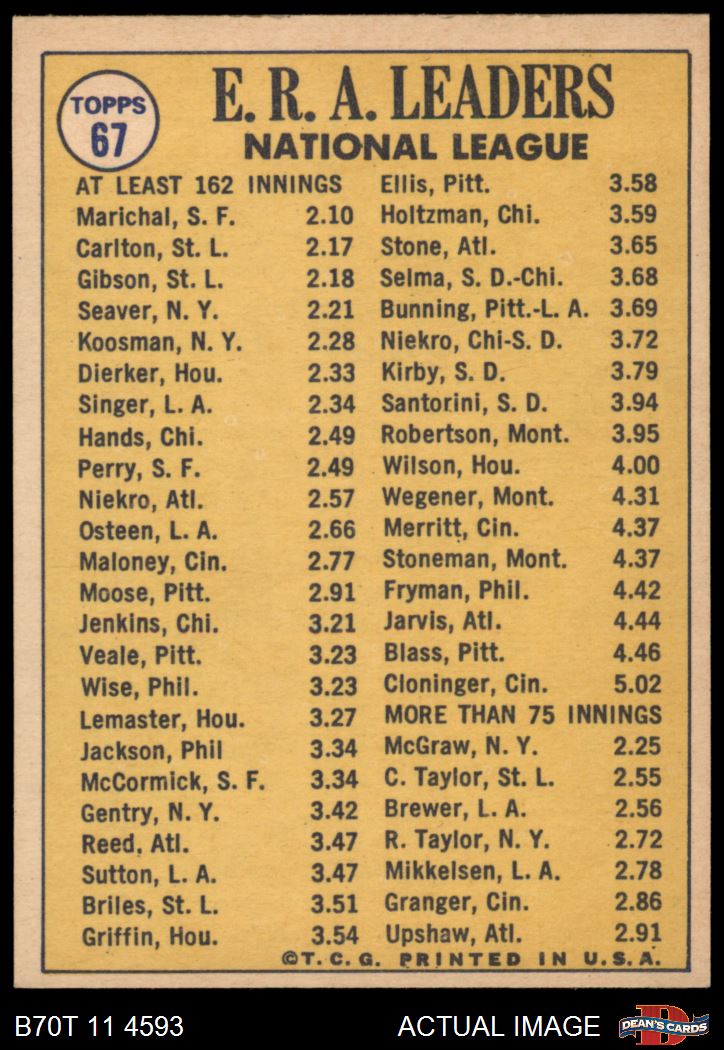 TOPPS
67
E. R. A. LEADERS
NATIONAL LEAGUE
AT LEAST 162 INNINGS
Marichal, S. F. 2.10
Carlton, St. L. 2.17
Gibson, St. L. 2.18
Seaver, N. Y. 2.21
Koosman, N. Y. 2.28
Dierker, Hou. 2.33
Singer, L. A. 2.34
Hands, Chi. 2.49
Perry, S. F. 2.49
Niekro, Atl. 2.57
Osteen, L. A. 2.66
Maloney, Cin. 2.77
Moose, Pitt. 2.91
Jenkins, Chi. 3.21
Veale, Pitt. 3.23
Wise, Phil. 3.23
Lemaster, Hou. 3.27
Jackson, Phil 3.34
McCormick, S. F. 3.34
Gentry, N. Y. 3.42
Reed, Atl. 3.47
Sutton, L. A. 3.47
Briles, St. L. 3.51
Griffin, Hou. 3.54
Ellis, Pitt. 3.58
Holtzman, Chi. 3.59
Stone, Atl. 3.65
Selma, S. D.-Chi. 3.68
Bunning, Pitt.-L. A. 3.69
Niekro, Chi-S. D. 3.72
Kirby, S. D. 3.79
Santorini, S. D. 3.94
Robertson, Mont. 3.95
Wilson, Hou. 4.00
Wegener, Mont. 4.31
Merritt, Cin. 4.37
Stoneman, Mont. 4.37
Fryman, Phil. 4.42
Jarvis, Atl. 4.44
Blass, Pitt. 4.46
Cloninger, Cin. 5.02
MORE THAN 75 INNINGS
McGraw, N. Y. 2.25
C. Taylor, St. L. 2.55
Brewer, L. A. 2.56
R. Taylor, N. Y. 2.72
Mikkelsen, L. A. 2.78
Granger, Cin. 2.86
Upshaw, Atl. 2.91
©T. C. G. PRINTED IN U.S.A.
B70T 11 4593
ACTUAL IMAGE
D
DEAN'S CARDS